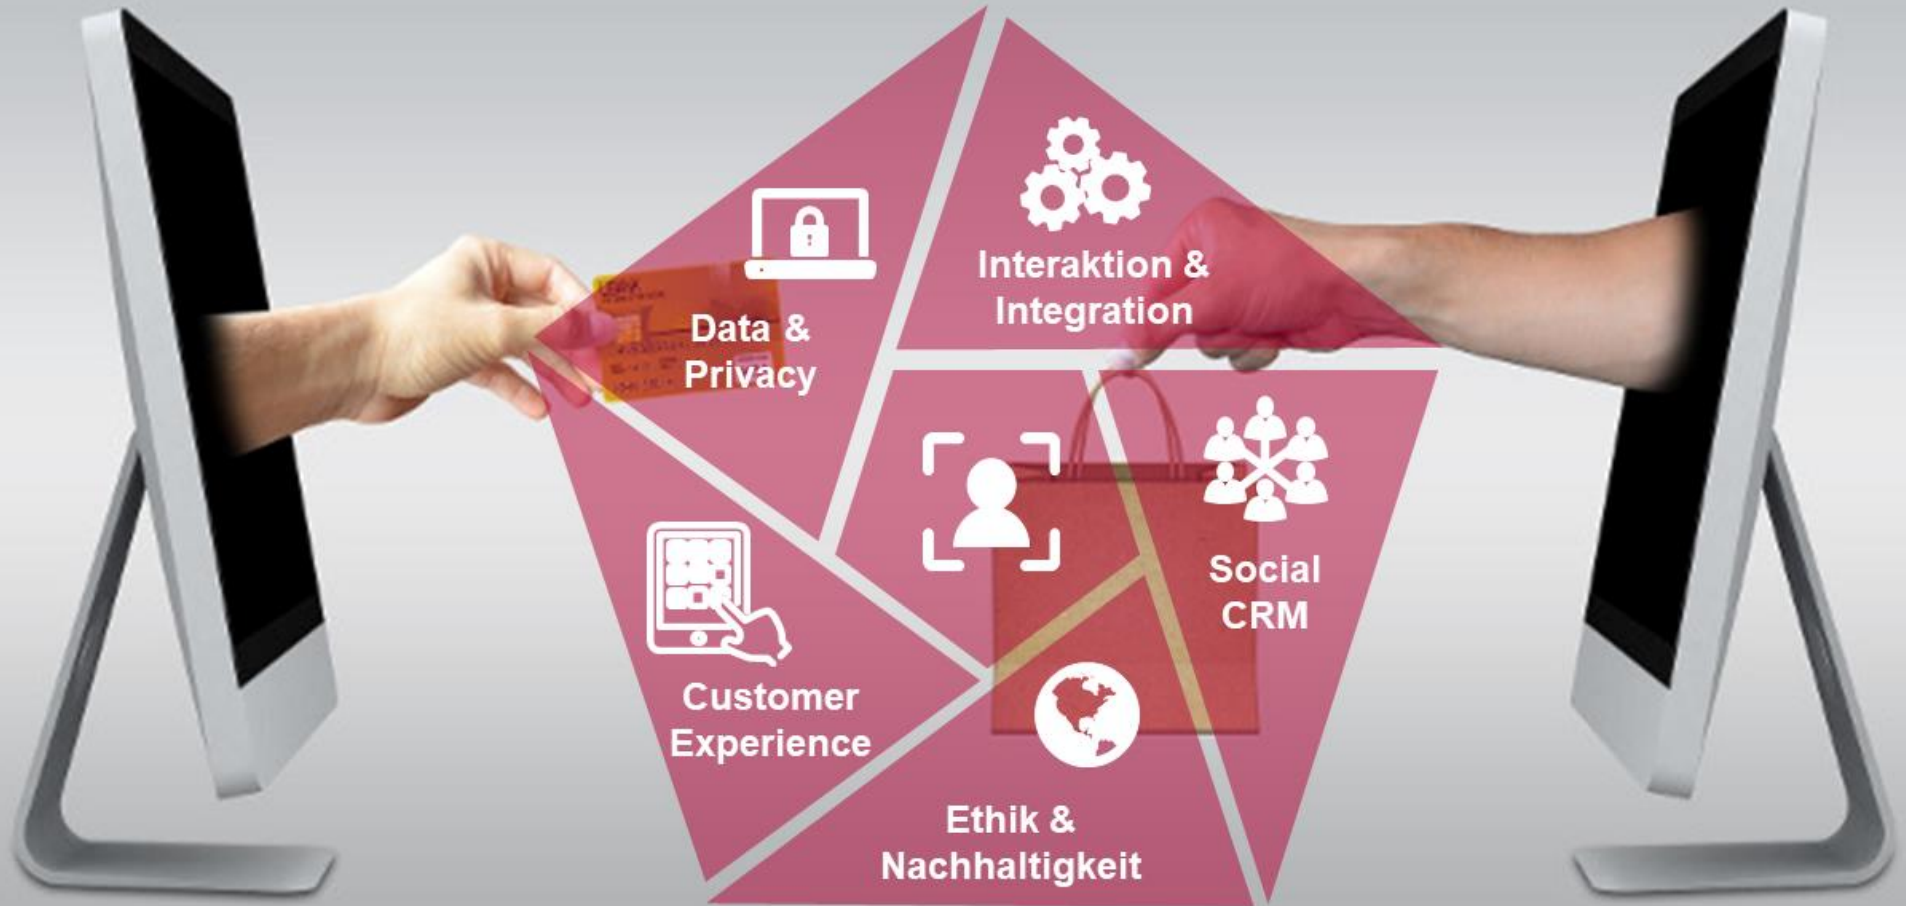 Interaktion &
Integration
Data &
Privacy
Social
CRM
Customer
Experience
Ethik &
Nachhaltigkeit